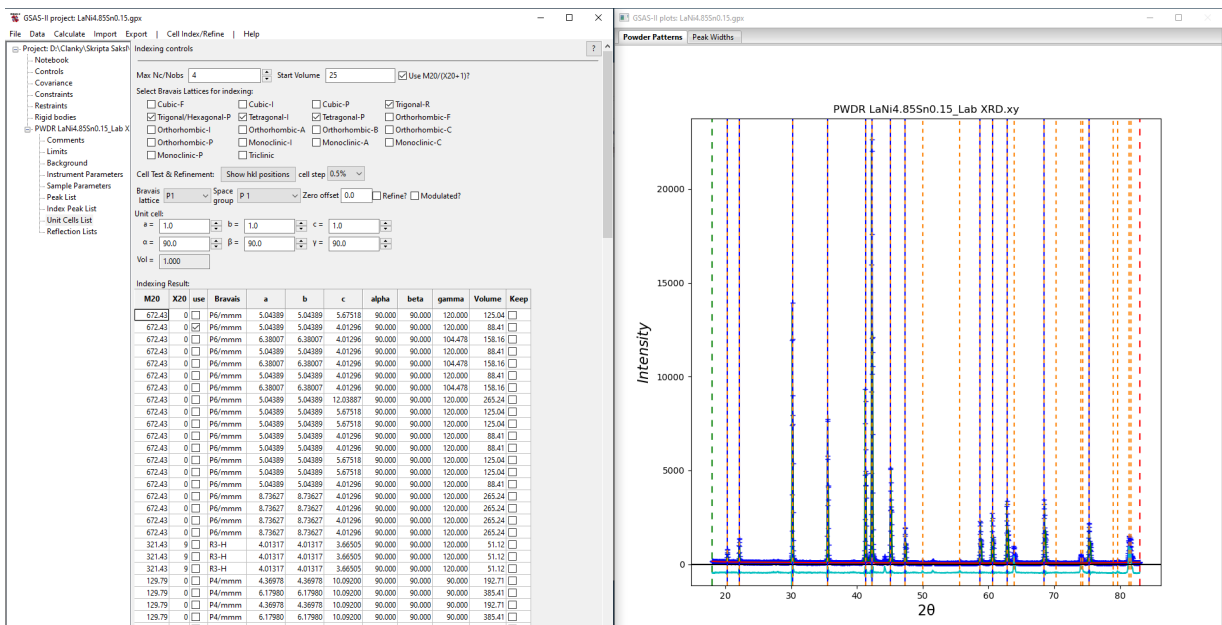 GSAS-II project: LaNi4.85Sn0.15.gpx
File Data Calculate Import Export | Cell Index/Refine | Help
Project: D:\Clanky\Skripta Saksl\
Notebook
Controls
Covariance
Constraints
Restraints
Rigid bodies
PWDR LaNi4.85Sn0.15_Lab X
Comments
Limits
Background
Instrument Parameters
Sample Parameters
Peak List
Index Peak List
Unit Cells List
Reflection Lists
Indexing controls ?
Max Nc/Nobs 4 Start Volume 25 Use M20/(X20+1)?
Select Bravais Lattices for indexing:
Cubic-F Cubic-I Cubic-P Trigonal-R
Trigonal/Hexagonal-P Tetragonal-I Tetragonal-P Orthorhombic-F
Orthorhombic-I Orthorhombic-A Orthorhombic-B Orthorhombic-C
Orthorhombic-P Monoclinic-I Monoclinic-A Monoclinic-C
Monoclinic-P Triclinic
Cell Test & Refinement: Show hkl positions cell step 0.5%
Bravais lattice P1 Space group P 1 Zero offset 0.0 Refine? Modulated?
Unit cell:
a = 1.0 b = 1.0 c = 1.0
α = 90.0 β = 90.0 γ = 90.0
Vol = 1.000
Indexing Result:
M20 X20 use Bravais a b c alpha beta gamma Volume Keep
672.43 0 P6/mmm 5.04389 5.04389 5.67518 90.000 90.000 120.000 125.04
672.43 0 P6/mmm 5.04389 5.04389 4.01296 90.000 90.000 120.000 88.41
672.43 0 P6/mmm 6.38007 6.38007 4.01296 90.000 90.000 104.478 158.16
672.43 0 P6/mmm 5.04389 5.04389 4.01296 90.000 90.000 120.000 88.41
672.43 0 P6/mmm 6.38007 6.38007 4.01296 90.000 90.000 104.478 158.16
672.43 0 P6/mmm 5.04389 5.04389 4.01296 90.000 90.000 120.000 88.41
672.43 0 P6/mmm 6.38007 6.38007 4.01296 90.000 90.000 104.478 158.16
672.43 0 P6/mmm 5.04389 5.04389 12.03887 90.000 90.000 120.000 265.24
672.43 0 P6/mmm 5.04389 5.04389 5.67518 90.000 90.000 120.000 125.04
672.43 0 P6/mmm 5.04389 5.04389 5.67518 90.000 90.000 120.000 125.04
672.43 0 P6/mmm 5.04389 5.04389 4.01296 90.000 90.000 120.000 88.41
672.43 0 P6/mmm 5.04389 5.04389 4.01296 90.000 90.000 120.000 88.41
672.43 0 P6/mmm 5.04389 5.04389 5.67518 90.000 90.000 120.000 125.04
672.43 0 P6/mmm 5.04389 5.04389 5.67518 90.000 90.000 120.000 125.04
672.43 0 P6/mmm 5.04389 5.04389 4.01296 90.000 90.000 120.000 88.41
672.43 0 P6/mmm 8.73627 8.73627 4.01296 90.000 90.000 120.000 265.24
672.43 0 P6/mmm 8.73627 8.73627 4.01296 90.000 90.000 120.000 265.24
672.43 0 P6/mmm 8.73627 8.73627 4.01296 90.000 90.000 120.000 265.24
672.43 0 P6/mmm 8.73627 8.73627 4.01296 90.000 90.000 120.000 265.24
321.43 9 R3-H 4.01317 4.01317 3.66505 90.000 90.000 120.000 51.12
321.43 9 R3-H 4.01317 4.01317 3.66505 90.000 90.000 120.000 51.12
321.43 9 R3-H 4.01317 4.01317 3.66505 90.000 90.000 120.000 51.12
129.79 0 P4/mmm 4.36978 4.36978 10.09200 90.000 90.000 90.000 192.71
129.79 0 P4/mmm 6.17980 6.17980 10.09200 90.000 90.000 90.000 385.41
129.79 0 P4/mmm 4.36978 4.36978 10.09200 90.000 90.000 90.000 192.71
129.79 0 P4/mmm 6.17980 6.17980 10.09200 90.000 90.000 90.000 385.41
GSAS-II plots: LaNi4.85Sn0.15.gpx
Powder Patterns Peak Widths
PWDR LaNi4.85Sn0.15_Lab XRD.xy
Intensity
20000
15000
10000
5000
0
20 30 40 50 60 70 80
2θ